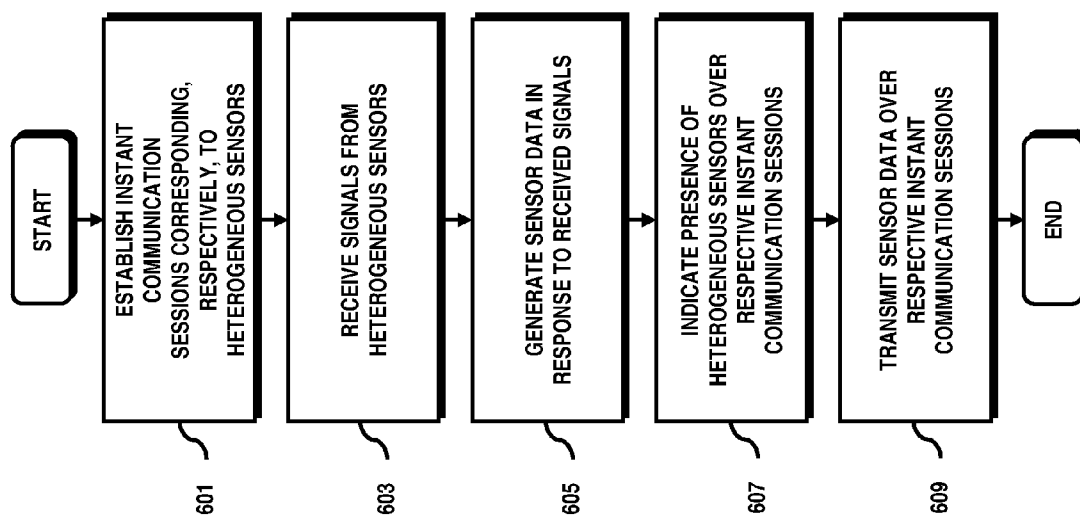 START
ESTABLISH INSTANT
COMMUNICATION
SESSIONS CORRESPONDING,
RESPECTIVELY, TO
HETEROGENEOUS SENSORS
601
RECEIVE SIGNALS FROM
HETEROGENEOUS SENSORS
603
GENERATE SENSOR DATA IN
RESPONSE TO RECEIVED SIGNALS
605
INDICATE PRESENCE OF
HETEROGENEOUS SENSORS OVER
RESPECTIVE INSTANT
COMMUNICATION SESSIONS
607
TRANSMIT SENSOR DATA OVER
RESPECTIVE INSTANT
COMMUNICATION SESSIONS
609
END